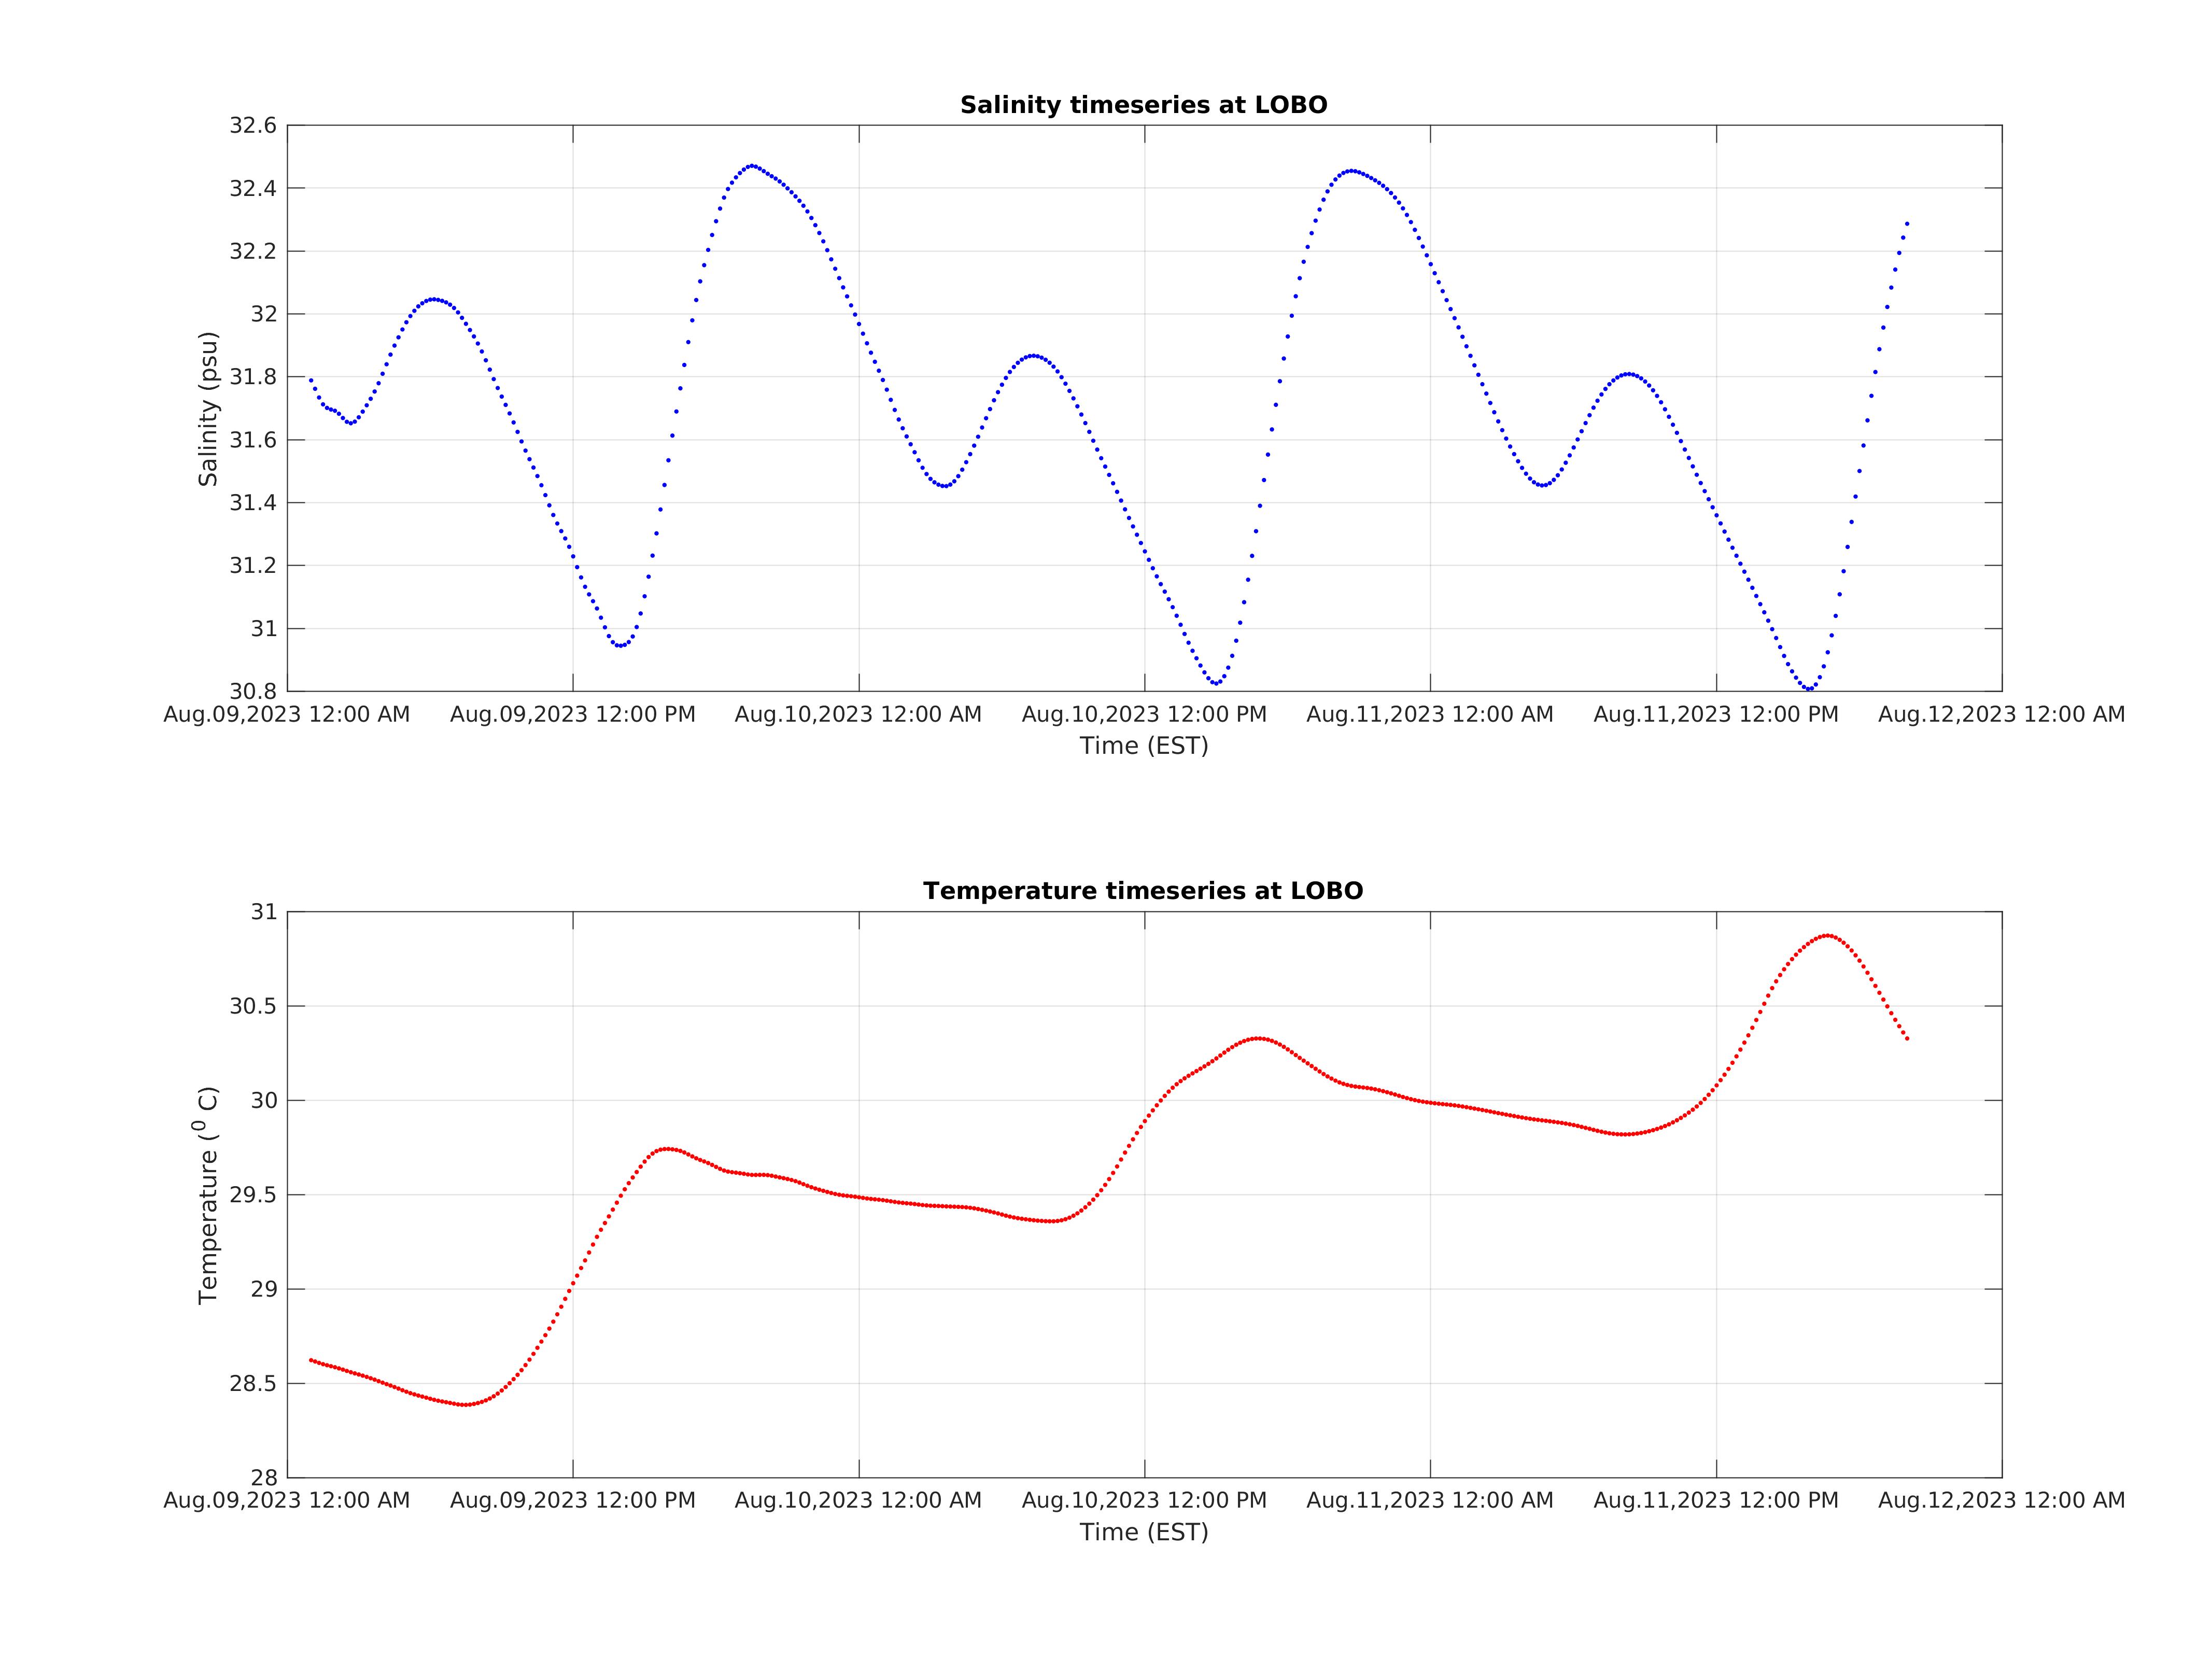 Salinity timeseries at LOBO
32.6
32.4
32.2
32
31.8
31.6
31.4
31.2
31
30.8
Salinity (psu)
Aug.09,2023 12:00 AM Aug.09,2023 12:00 PM Aug.10,2023 12:00 AM Aug.10,2023 12:00 PM Aug.11,2023 12:00 AM Aug.11,2023 12:00 PM Aug.12,2023 12:00 AM
Time (EST)
Temperature timeseries at LOBO
31
30.5
30
29.5
29
28.5
28
Temperature (⁰ C)
Aug.09,2023 12:00 AM Aug.09,2023 12:00 PM Aug.10,2023 12:00 AM Aug.10,2023 12:00 PM Aug.11,2023 12:00 AM Aug.11,2023 12:00 PM Aug.12,2023 12:00 AM
Time (EST)